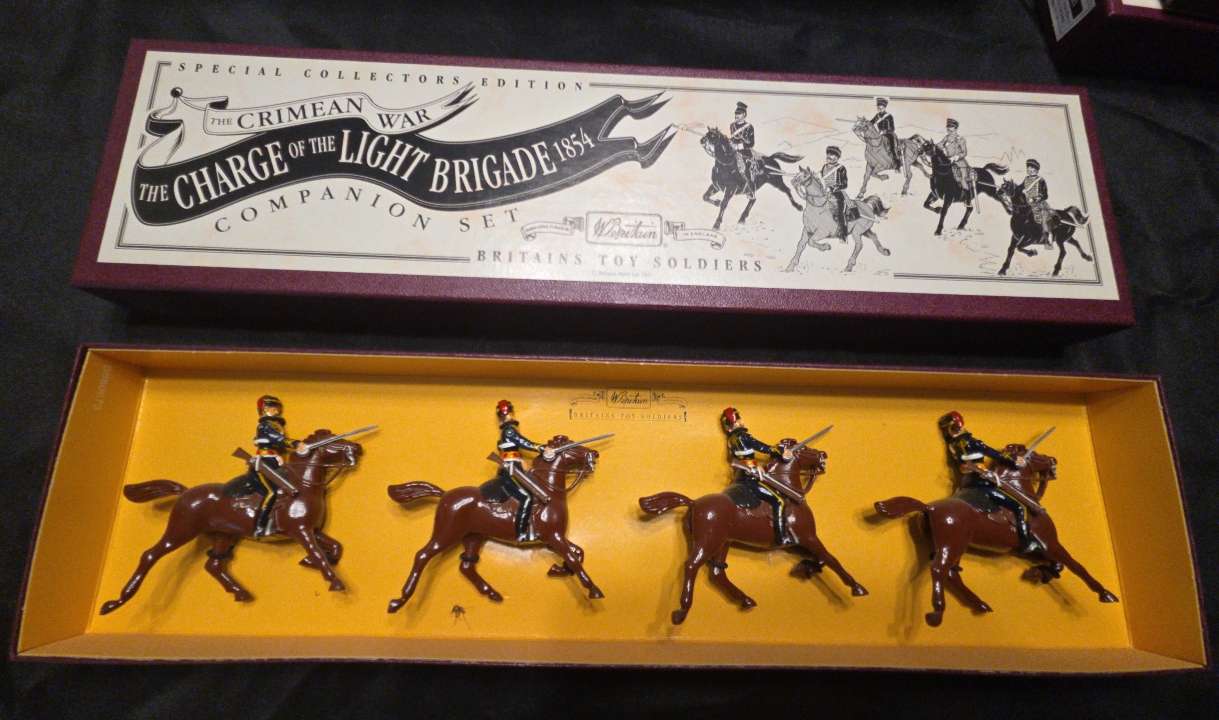 SPECIAL COLLECTORS EDITION
THE CRIMEAN WAR
THE CHARGE OF THE LIGHT BRIGADE 1854
COMPANION SET
W Britain
BRITAINS TOY SOLDIERS
W Britain
BRITAINS TOY SOLDIERS